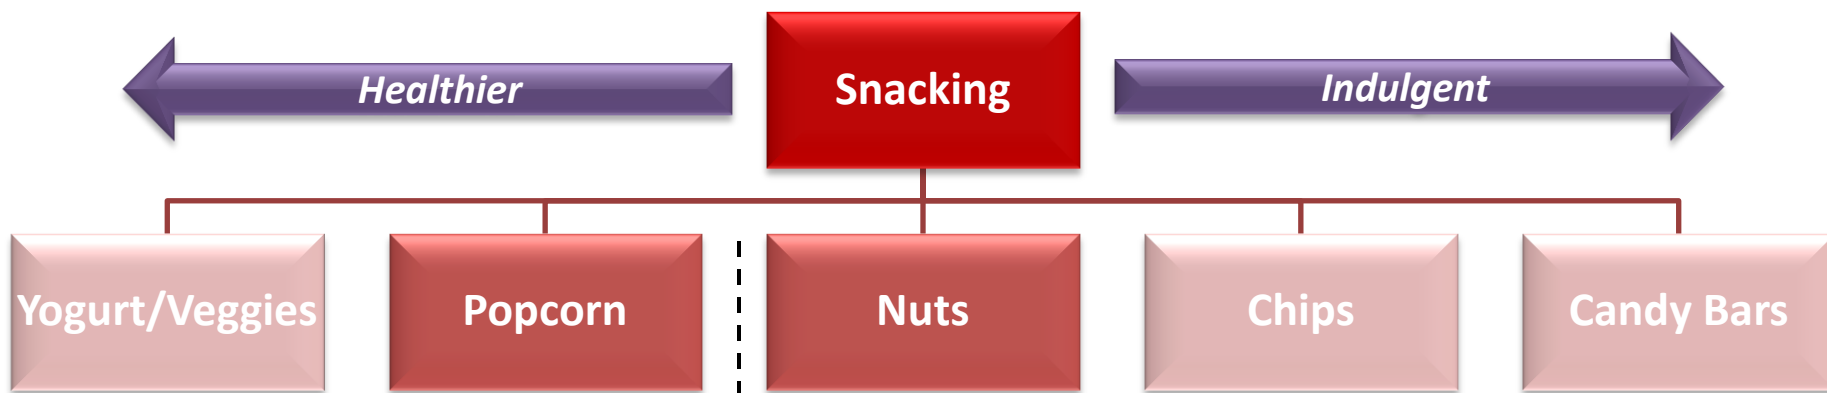 Healthier
Snacking
Indulgent
Yogurt/Veggies
Popcorn
Nuts
Chips
Candy Bars